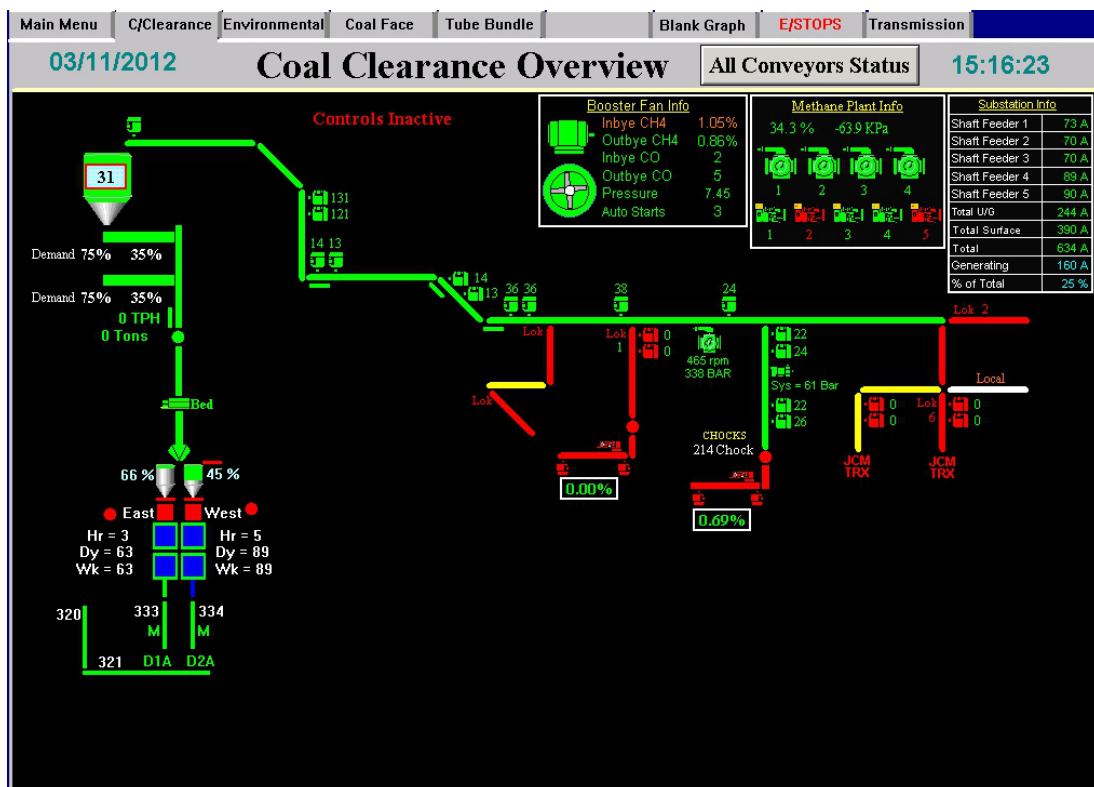 Main Menu C/Clearance Environmental Coal Face Tube Bundle Blank Graph E/STOPS Transmission
03/11/2012 Coal Clearance Overview All Conveyors Status 15:16:23
Controls Inactive
Booster Fan Info
Inbye CH4 1.05%
Outbye CH4 0.86%
Inbye CO 2
Outbye CO 5
Pressure 7.45
Auto Starts 3
Methane Plant Info
34.3 % -63.9 KPa
1 2 3 4
1 2 3 4 5
Substation Info
Shaft Feeder 1 73 A
Shaft Feeder 2 70 A
Shaft Feeder 3 70 A
Shaft Feeder 4 89 A
Shaft Feeder 5 90 A
Total U/G 244 A
Total Surface 390 A
Total 634 A
Generating 160 A
% of Total 25 %
31
131
121
14 13
Demand 75% 35%
Demand 75% 35%
0 TPH
0 Tons
14
13
36 36 38 24
Lok 2
Lok
Lok 1
0
0
465 rpm
338 BAR
22
24
Sys = 61 Bar
22
26
Local
Lok
0
0
Lok 6
0
0
CHOCKS
214 Chock
JCM
TRX
JCM
TRX
0.00%
0.69%
Bed
66 % 45 %
East West
Hr = 3 Hr = 5
Dy = 63 Dy = 89
Wk = 63 Wk = 89
320 333 334
M M
321 D1A D2A